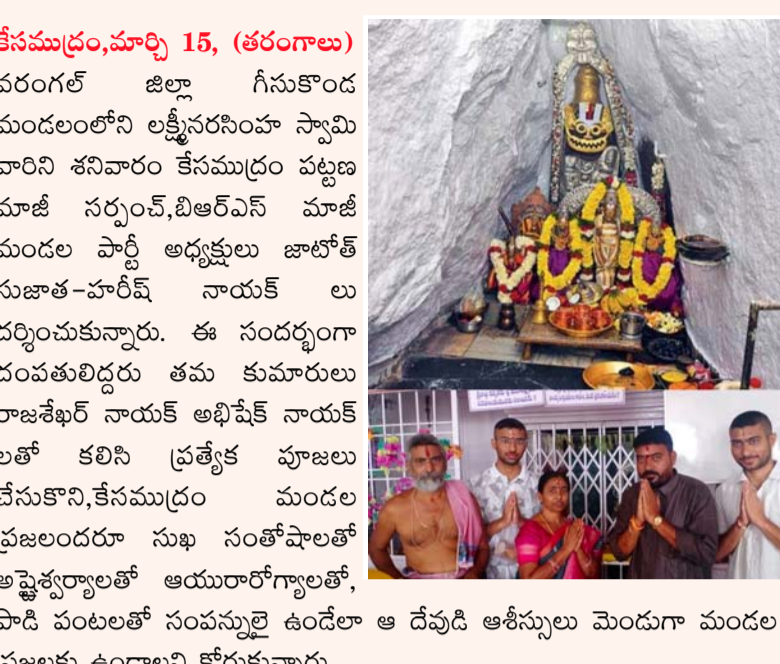 కేసముద్రం,మార్చి 15, (తరంగాలు)
వరంగల్ జిల్లా గీసుకొండ
మండలంలోని లక్ష్మీనరసింహ స్వామి
వారిని శనివారం కేసముద్రం పట్టణ
మాజీ సర్పంచ్,బిఆర్ఎస్ మాజీ
మండల పార్టీ అధ్యక్షులు జాటోత్
సుజాత-హరీష్ నాయక్ లు
దర్శించుకున్నారు. ఈ సందర్భంగా
దంపతులిద్దరు తమ కుమారులు
రాజశేఖర్ నాయక్ అభిషేక్ నాయక్
లతో కలిసి ప్రత్యేక పూజలు
చేసుకొని,కేసముద్రం మండల
ప్రజలందరూ సుఖ సంతోషాలతో
అష్టైశ్వర్యాలతో ఆయురారోగ్యాలతో,
పాడి పంటలతో సంపన్నులై ఉండేలా ఆ దేవుడి ఆశీస్సులు మెండుగా మండల
ప్రజలకు ఉండాలని కోరుకున్నారు.